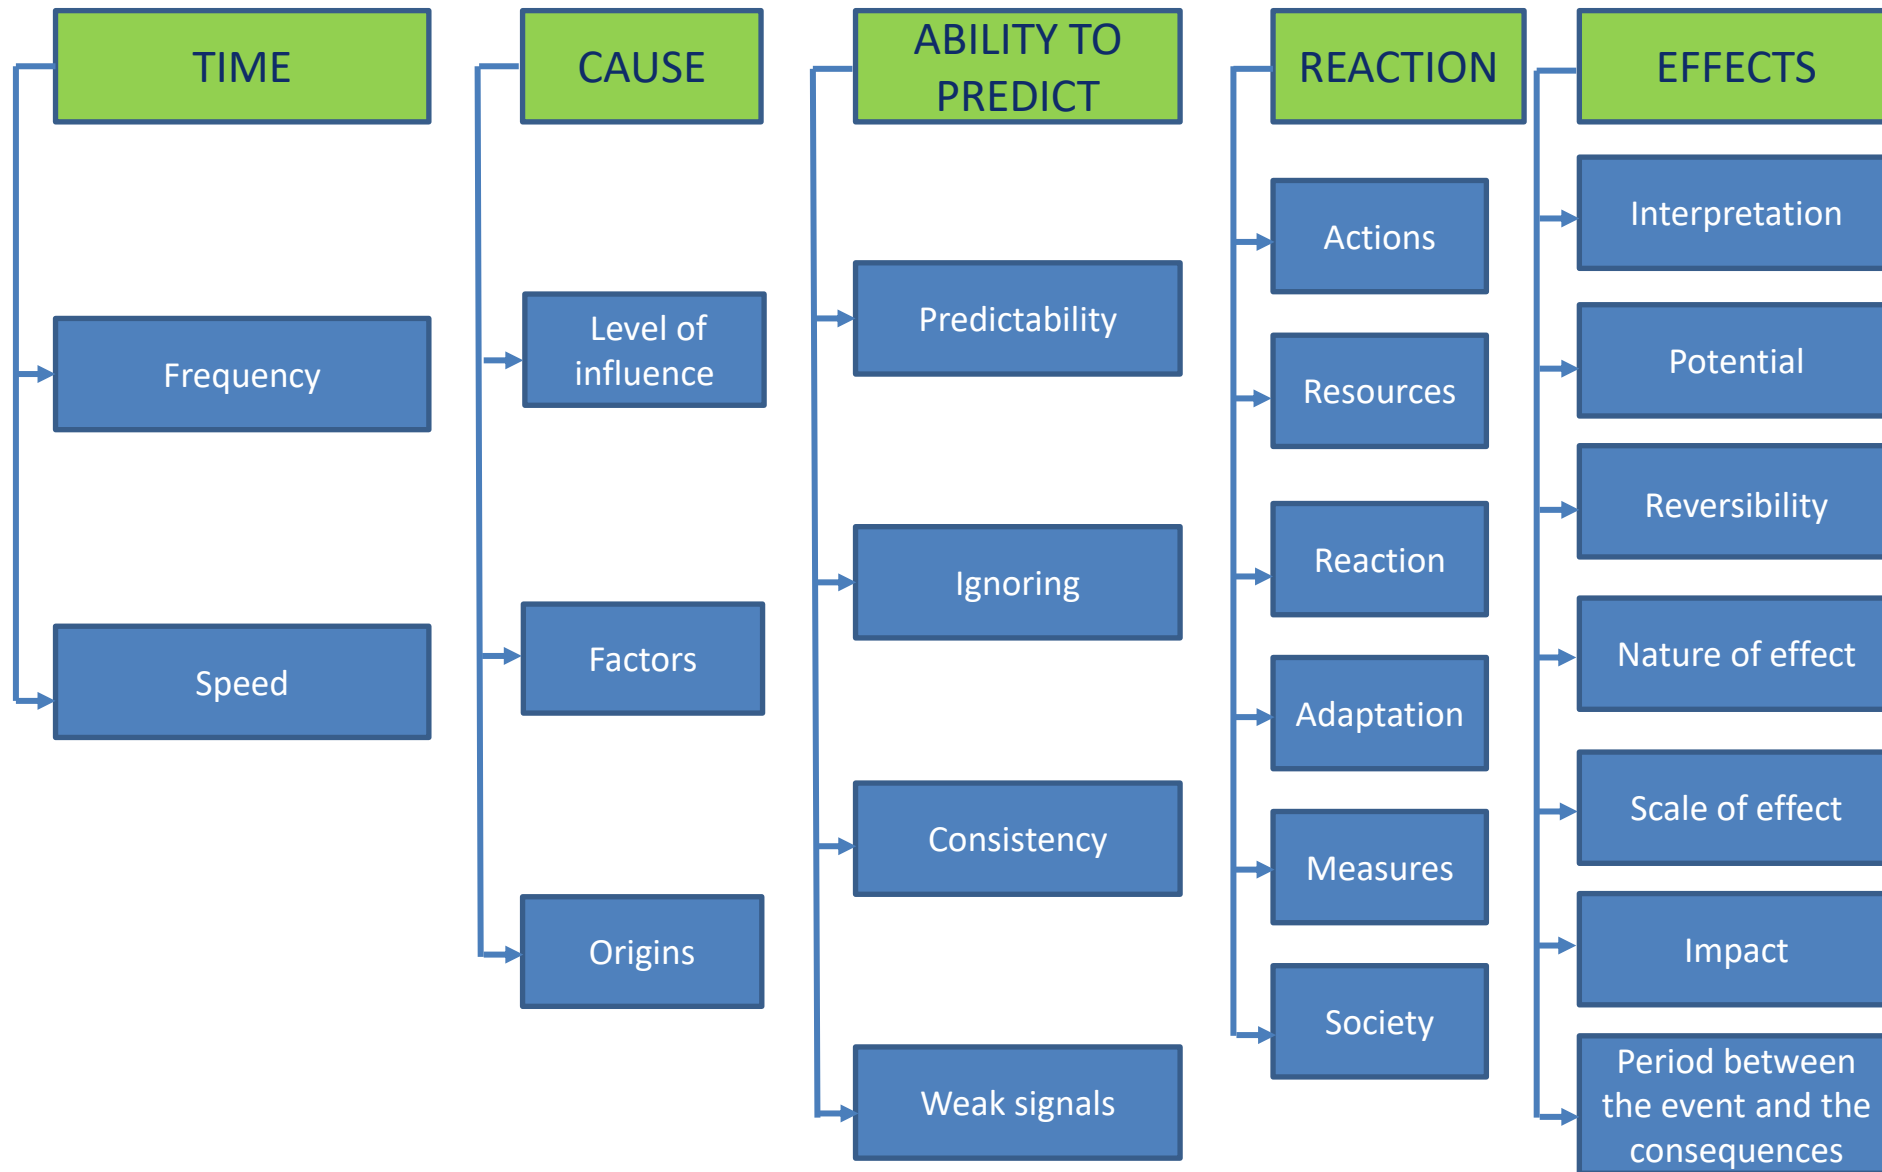 TIME
Frequency
Speed
CAUSE
Level of
influence
Factors
Origins
ABILITY TO
PREDICT
Predictability
Ignoring
Consistency
Weak signals
REACTION
Actions
Resources
Reaction
Adaptation
Measures
Society
EFFECTS
Interpretation
Potential
Reversibility
Nature of effect
Scale of effect
Impact
Period between
the event and the
consequences